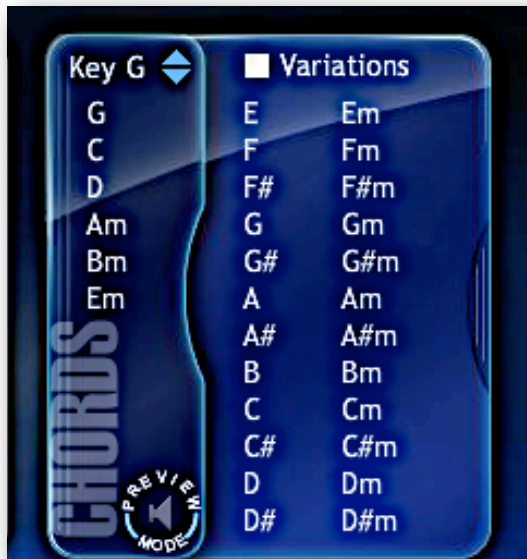 Key G
G
C
D
Am
Bm
Em
CHORDS
PREVIEW
MODE
Variations
E Em
F Fm
F# F#m
G Gm
G# G#m
A Am
A# A#m
B Bm
C Cm
C# C#m
D Dm
D# D#m